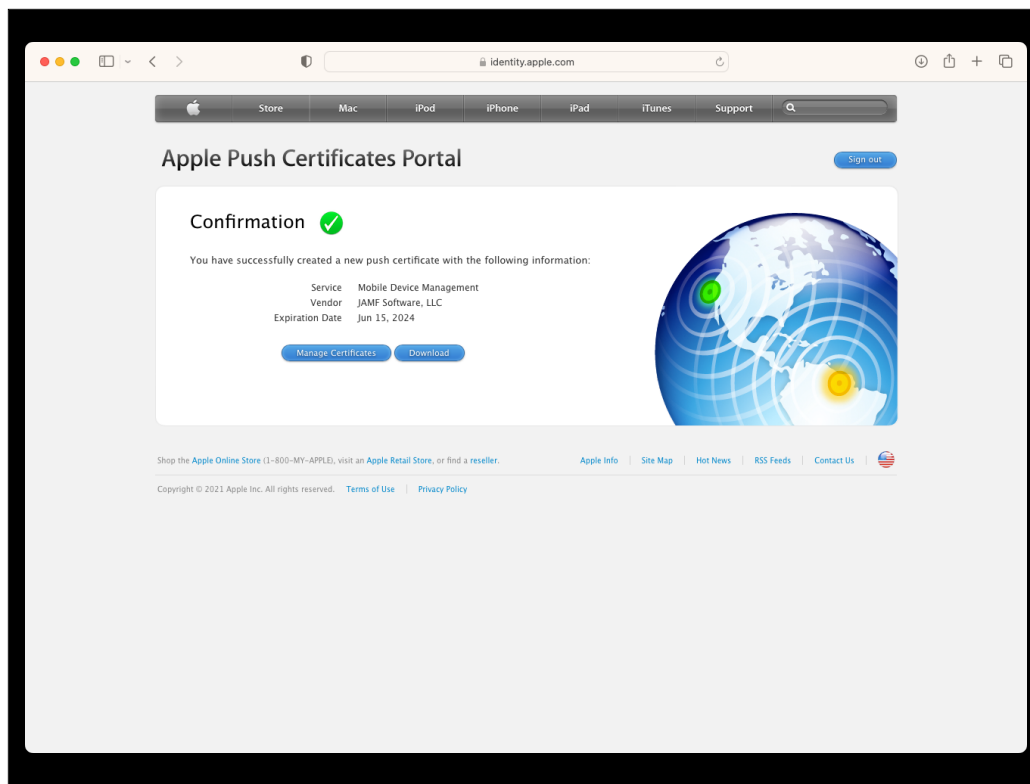 identity.apple.com
Store Mac iPod iPhone iPad iTunes Support
Apple Push Certificates Portal
Sign out
Confirmation
You have successfully created a new push certificate with the following information:
Service Mobile Device Management
Vendor JAMF Software, LLC
Expiration Date Jun 15, 2024
Manage Certificates Download
Shop the Apple Online Store (1-800-MY-APPLE), visit an Apple Retail Store, or find a reseller. Apple Info Site Map Hot News RSS Feeds Contact Us
Copyright © 2021 Apple Inc. All rights reserved. Terms of Use Privacy Policy